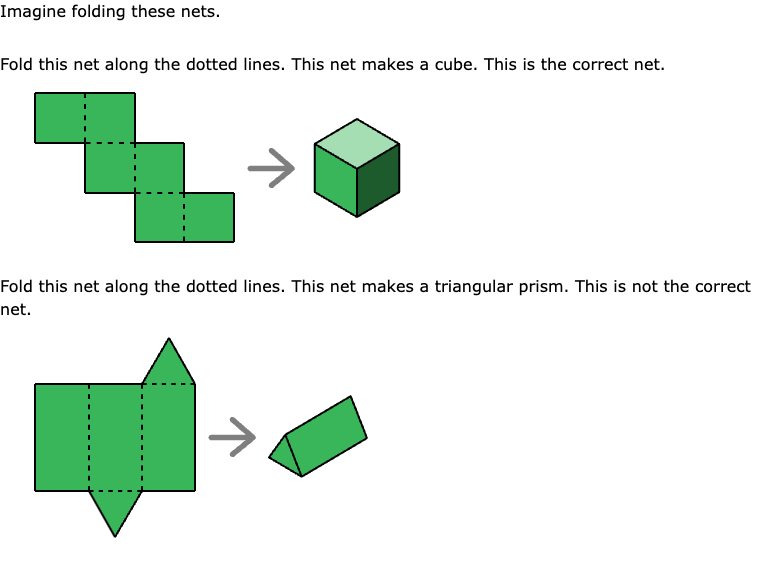 Imagine folding these nets.
Fold this net along the dotted lines. This net makes a cube. This is the correct net.
Fold this net along the dotted lines. This net makes a triangular prism. This is not the correct
net.